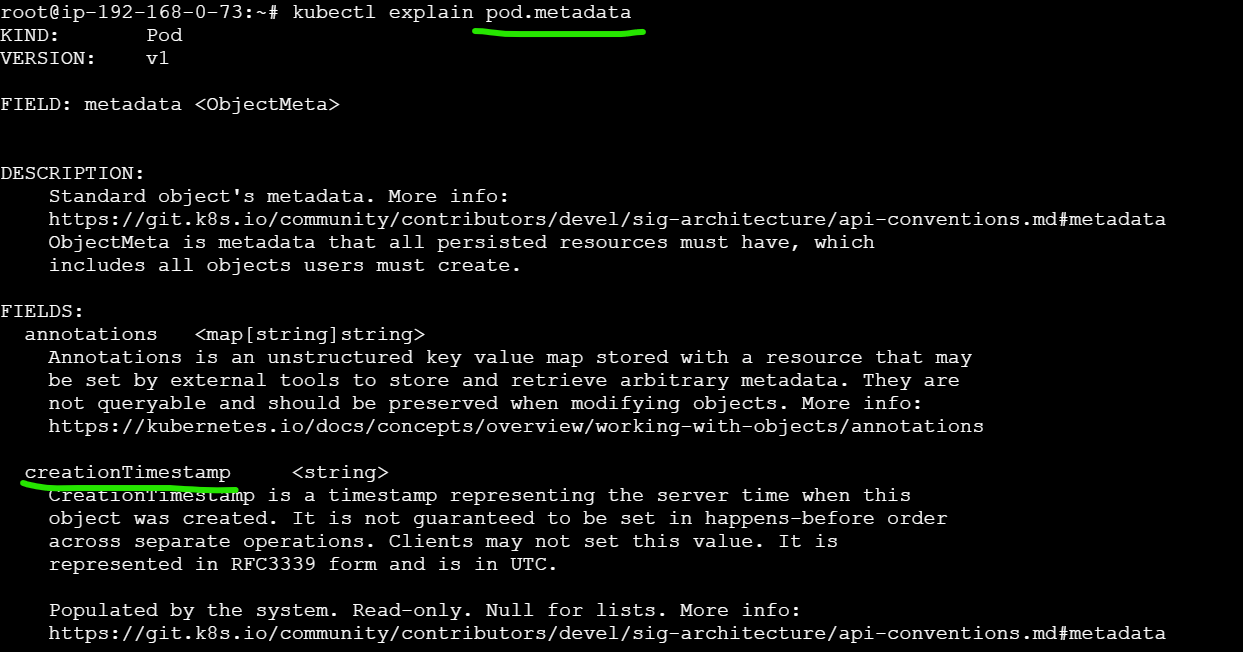 root@ip-192-168-0-73:~# kubectl explain pod.metadata
KIND:       Pod
VERSION:    v1
FIELD: metadata <ObjectMeta>
DESCRIPTION:
    Standard object's metadata. More info:
    https://git.k8s.io/community/contributors/devel/sig-architecture/api-conventions.md#metadata
    ObjectMeta is metadata that all persisted resources must have, which
    includes all objects users must create.
FIELDS:
  annotations   <map[string]string>
    Annotations is an unstructured key value map stored with a resource that may
    be set by external tools to store and retrieve arbitrary metadata. They are
    not queryable and should be preserved when modifying objects. More info:
    https://kubernetes.io/docs/concepts/overview/working-with-objects/annotations
  creationTimestamp     <string>
    CreationTimestamp is a timestamp representing the server time when this
    object was created. It is not guaranteed to be set in happens-before order
    across separate operations. Clients may not set this value. It is
    represented in RFC3339 form and is in UTC.
    Populated by the system. Read-only. Null for lists. More info:
    https://git.k8s.io/community/contributors/devel/sig-architecture/api-conventions.md#metadata